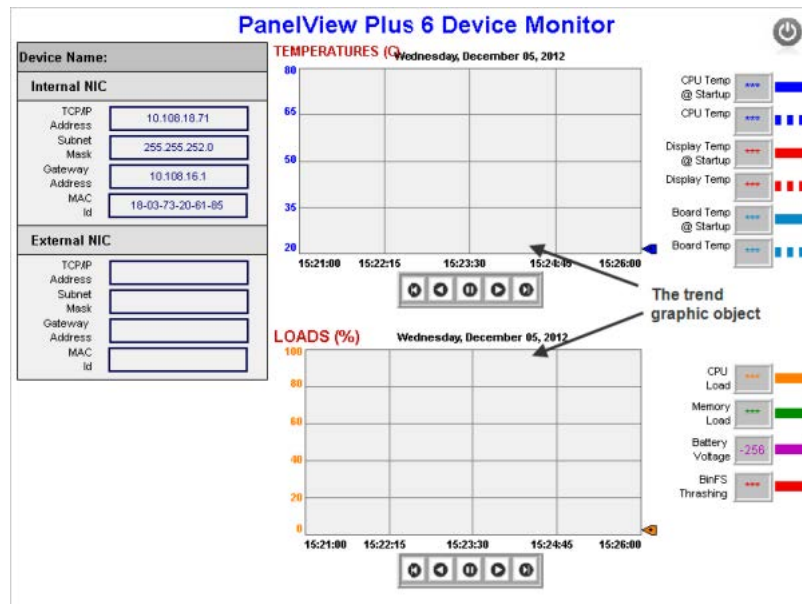 PanelView Plus 6 Device Monitor
Device Name:
Internal NIC
TCP/IP
Address
10.108.18.71
Subnet
Mask
255.255.252.0
Gateway
Address
10.108.16.1
MAC
Id
18-03-73-20-61-85
External NIC
TCP/IP
Address
Subnet
Mask
Gateway
Address
MAC
Id
TEMPERATURES (C)
Wednesday, December 05, 2012
80
65
50
35
20
15:21:00 15:22:15 15:23:30 15:24:45 15:26:00
CPU Temp
@ Startup
***
CPU Temp
***
Display Temp
@ Startup
***
Display Temp
***
Board Temp
@ Startup
***
Board Temp
***
The trend
graphic object
LOADS (%)
Wednesday, December 05, 2012
100
80
60
40
20
0
15:21:00 15:22:15 15:23:30 15:24:45 15:26:00
CPU
Load
***
Memory
Load
***
Battery
Voltage
-256
BinFS
Thrashing
***